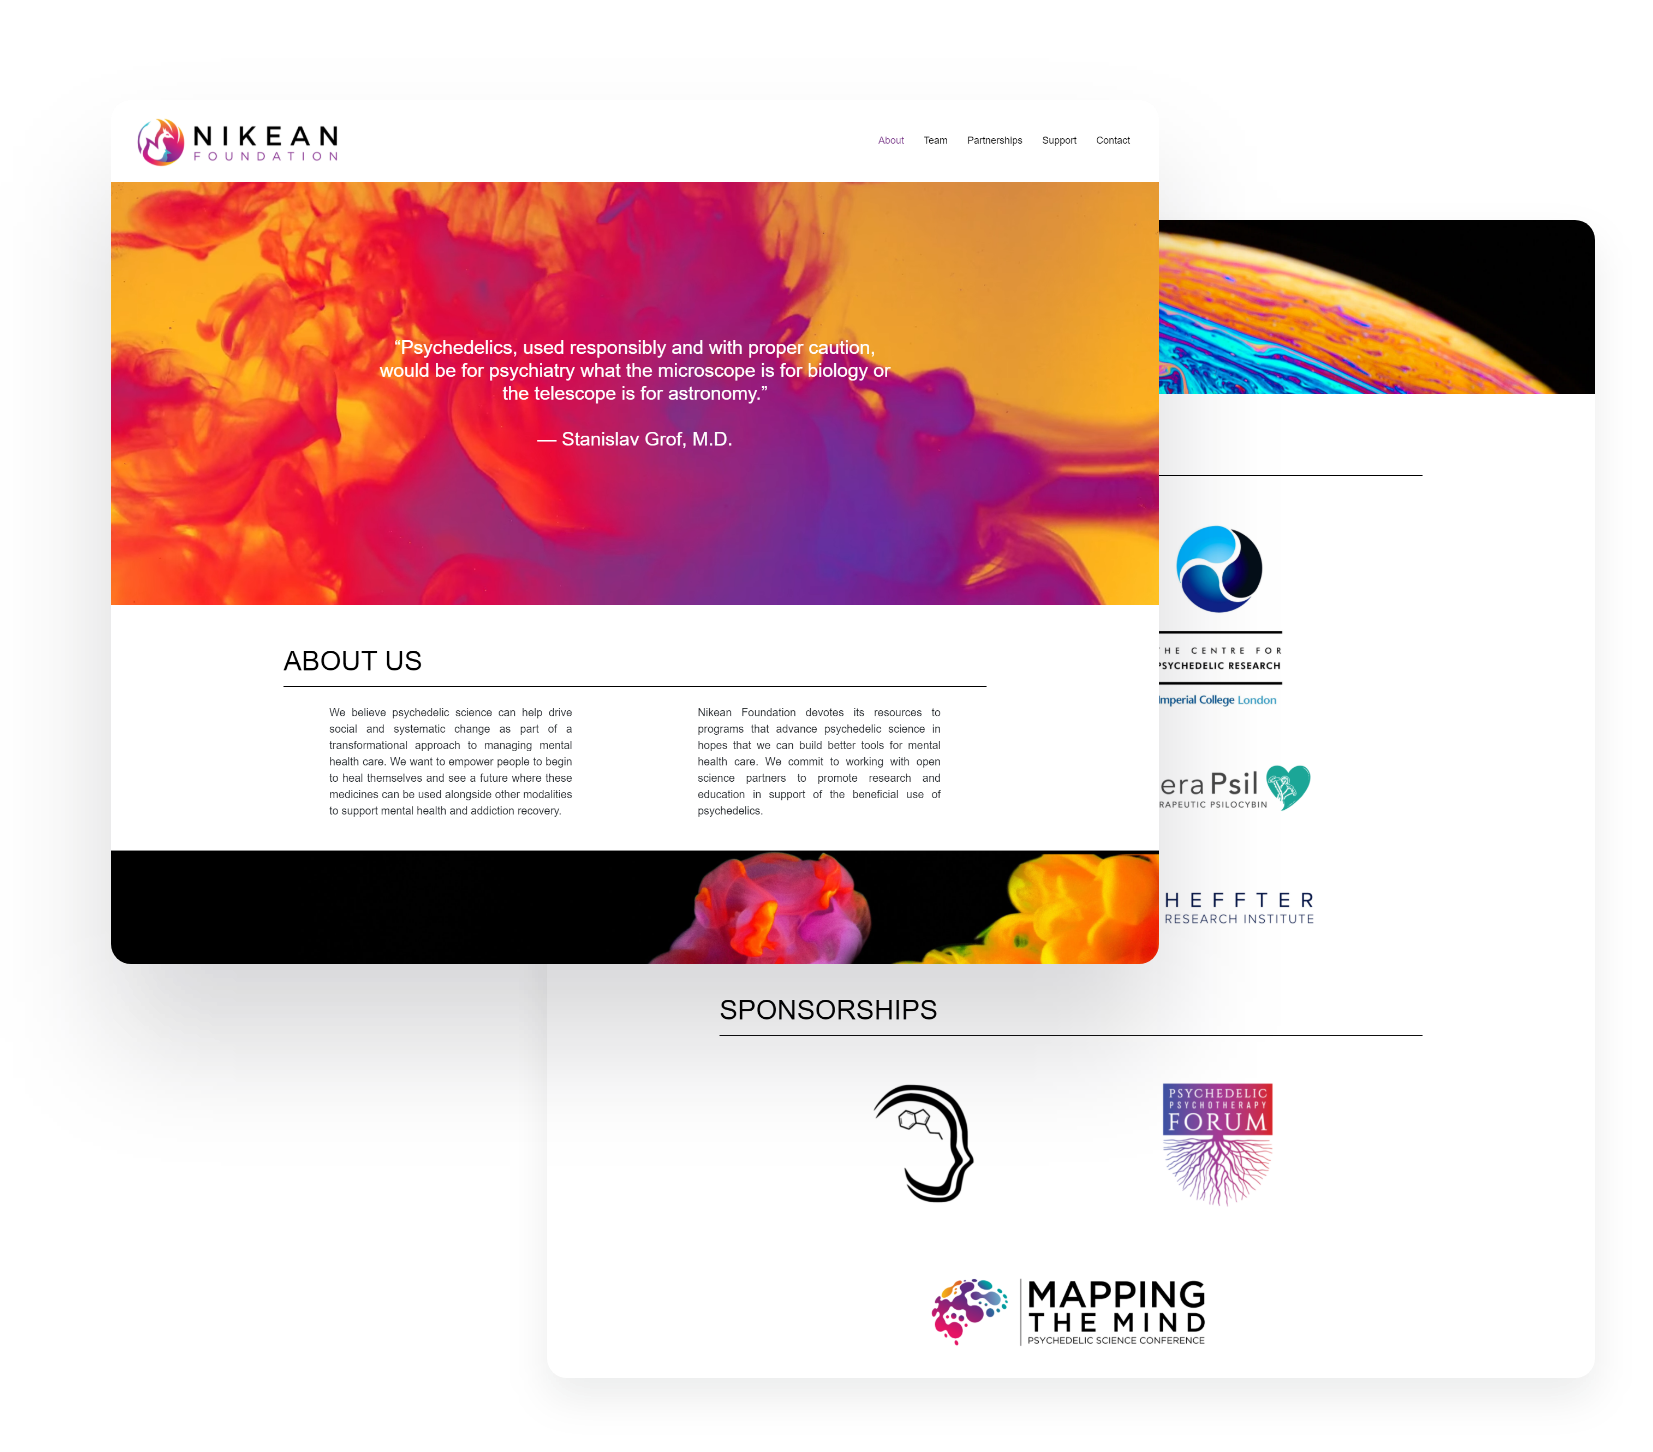 NIKEAN
FOUNDATION
About Team Partnerships Support Contact
“Psychedelics, used responsibly and with proper caution,
would be for psychiatry what the microscope is for biology or
the telescope is for astronomy.”
— Stanislav Grof, M.D.
ABOUT US
We believe psychedelic science can help drive
social and systematic change as part of a
transformational approach to managing mental
health care. We want to empower people to begin
to heal themselves and see a future where these
medicines can be used alongside other modalities
to support mental health and addiction recovery.
Nikean Foundation devotes its resources to
programs that advance psychedelic science in
hopes that we can build better tools for mental
health care. We commit to working with open
science partners to promote research and
education in support of the beneficial use of
psychedelics.
HE CENTRE FOR
PSYCHEDELIC RESEARCH
Imperial College London
eraPsil
RAPEUTIC PSILOCYBIN
HEFFTER
RESEARCH INSTITUTE
SPONSORSHIPS
PSYCHEDELIC
PSYCHOTHERAPY
FORUM
MAPPING
THE MIND
PSYCHEDELIC SCIENCE CONFERENCE